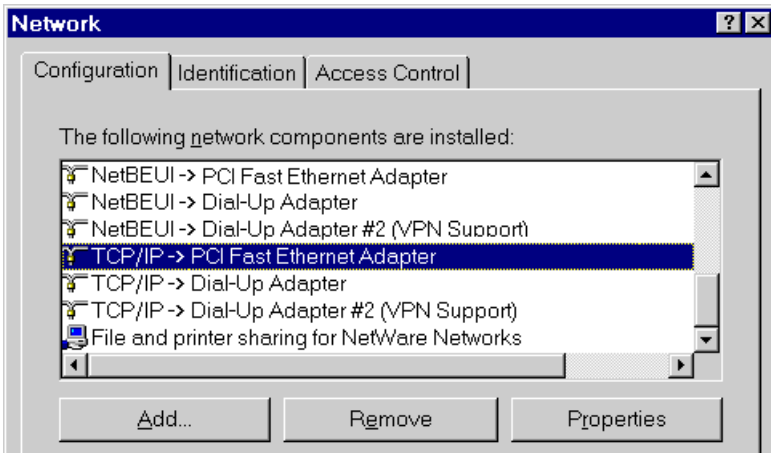 Network
Configuration Identification Access Control
The following network components are installed:
NetBEUI -> PCI Fast Ethernet Adapter
NetBEUI -> Dial-Up Adapter
NetBEUI -> Dial-Up Adapter #2 (VPN Support)
TCP/IP -> PCI Fast Ethernet Adapter
TCP/IP -> Dial-Up Adapter
TCP/IP -> Dial-Up Adapter #2 (VPN Support)
File and printer sharing for NetWare Networks
Add... Remove Properties